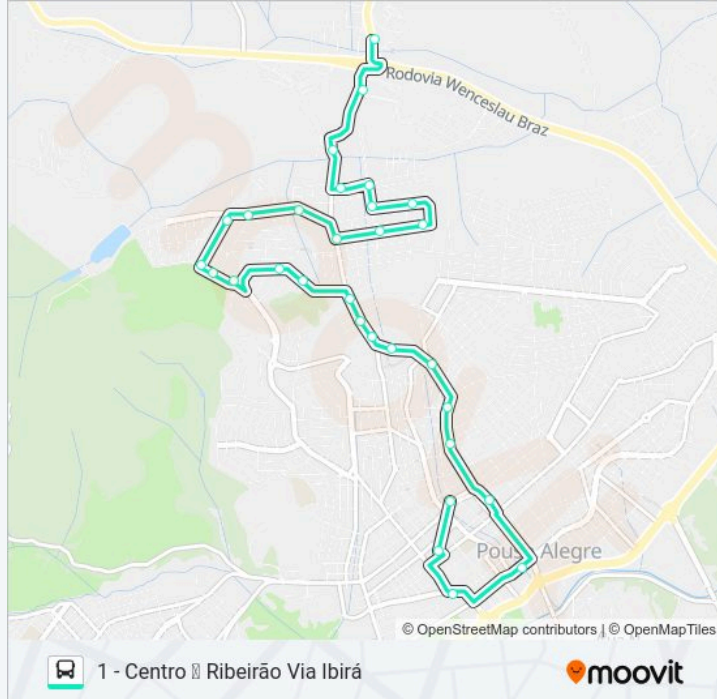 Rodovia Wenceslau Braz
Pouso Alegre
© OpenStreetMap contributors | © OpenMapTiles
1 - Centro  Ribeirão Via Ibirá
moovit